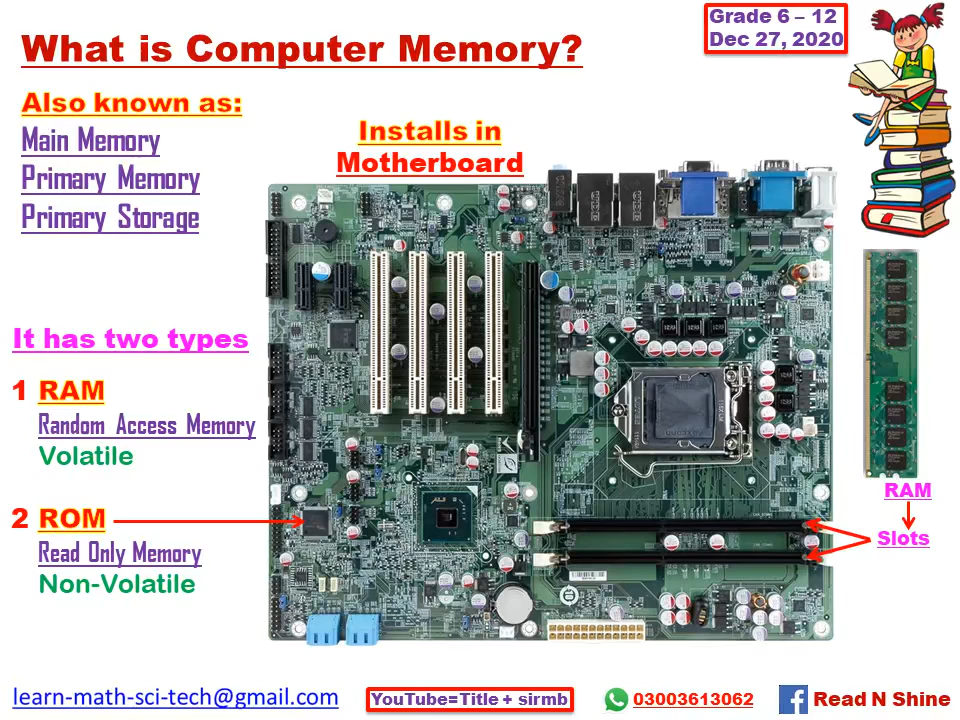 What is Computer Memory?
Grade 6 – 12
Dec 27, 2020
Also known as:
Main Memory
Primary Memory
Primary Storage
Installs in
Motherboard
It has two types
1 RAM
Random Access Memory
Volatile
2 ROM
Read Only Memory
Non-Volatile
RAM
Slots
learn-math-sci-tech@gmail.com
YouTube=Title + sirmb
03003613062
Read N Shine